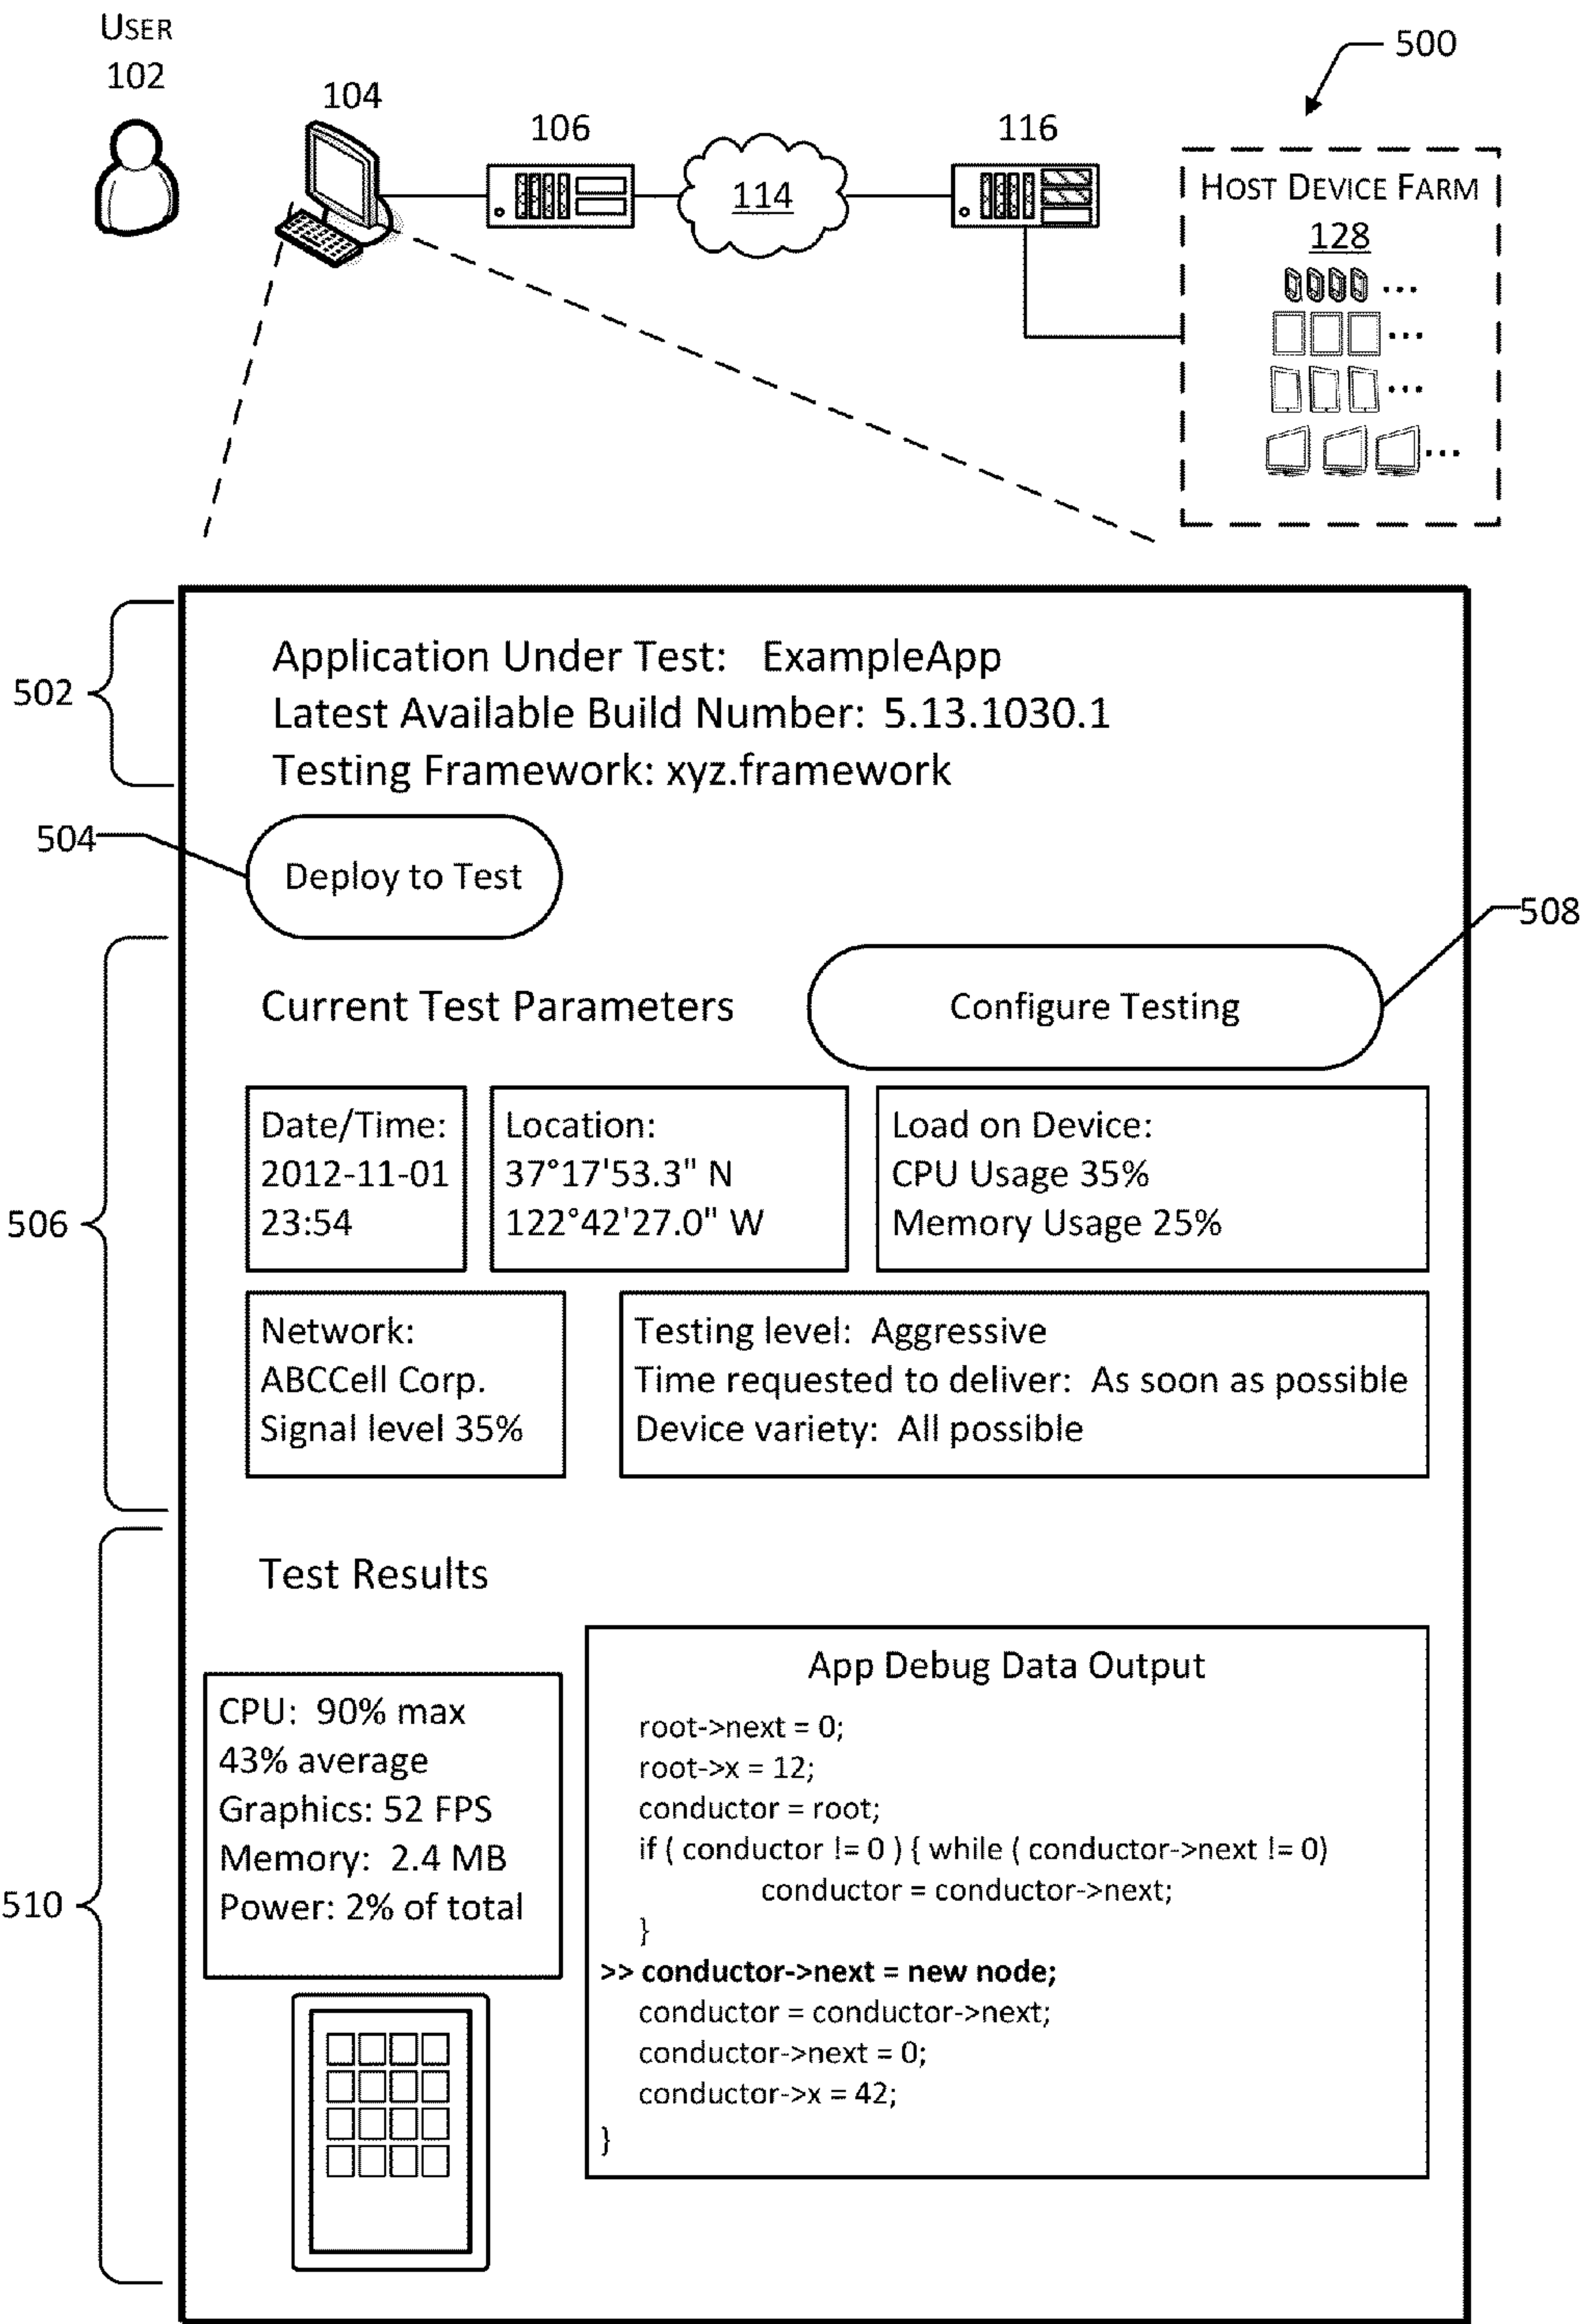 USER
102
104
106
114
116
500
HOST DEVICE FARM
128
...
...
...
...
502
Application Under Test: ExampleApp
Latest Available Build Number: 5.13.1030.1
Testing Framework: xyz.framework
504
Deploy to Test
508
506
Current Test Parameters
Configure Testing
Date/Time:
2012-11-01
23:54
Location:
37°17'53.3" N
122°42'27.0" W
Load on Device:
CPU Usage 35%
Memory Usage 25%
Network:
ABCCell Corp.
Signal level 35%
Testing level: Aggressive
Time requested to deliver: As soon as possible
Device variety: All possible
510
Test Results
CPU: 90% max
43% average
Graphics: 52 FPS
Memory: 2.4 MB
Power: 2% of total
App Debug Data Output
root->next = 0;
root->x = 12;
conductor = root;
if ( conductor != 0 ) { while ( conductor->next != 0)
conductor = conductor->next;
}
>> conductor->next = new node;
conductor = conductor->next;
conductor->next = 0;
conductor->x = 42;
}